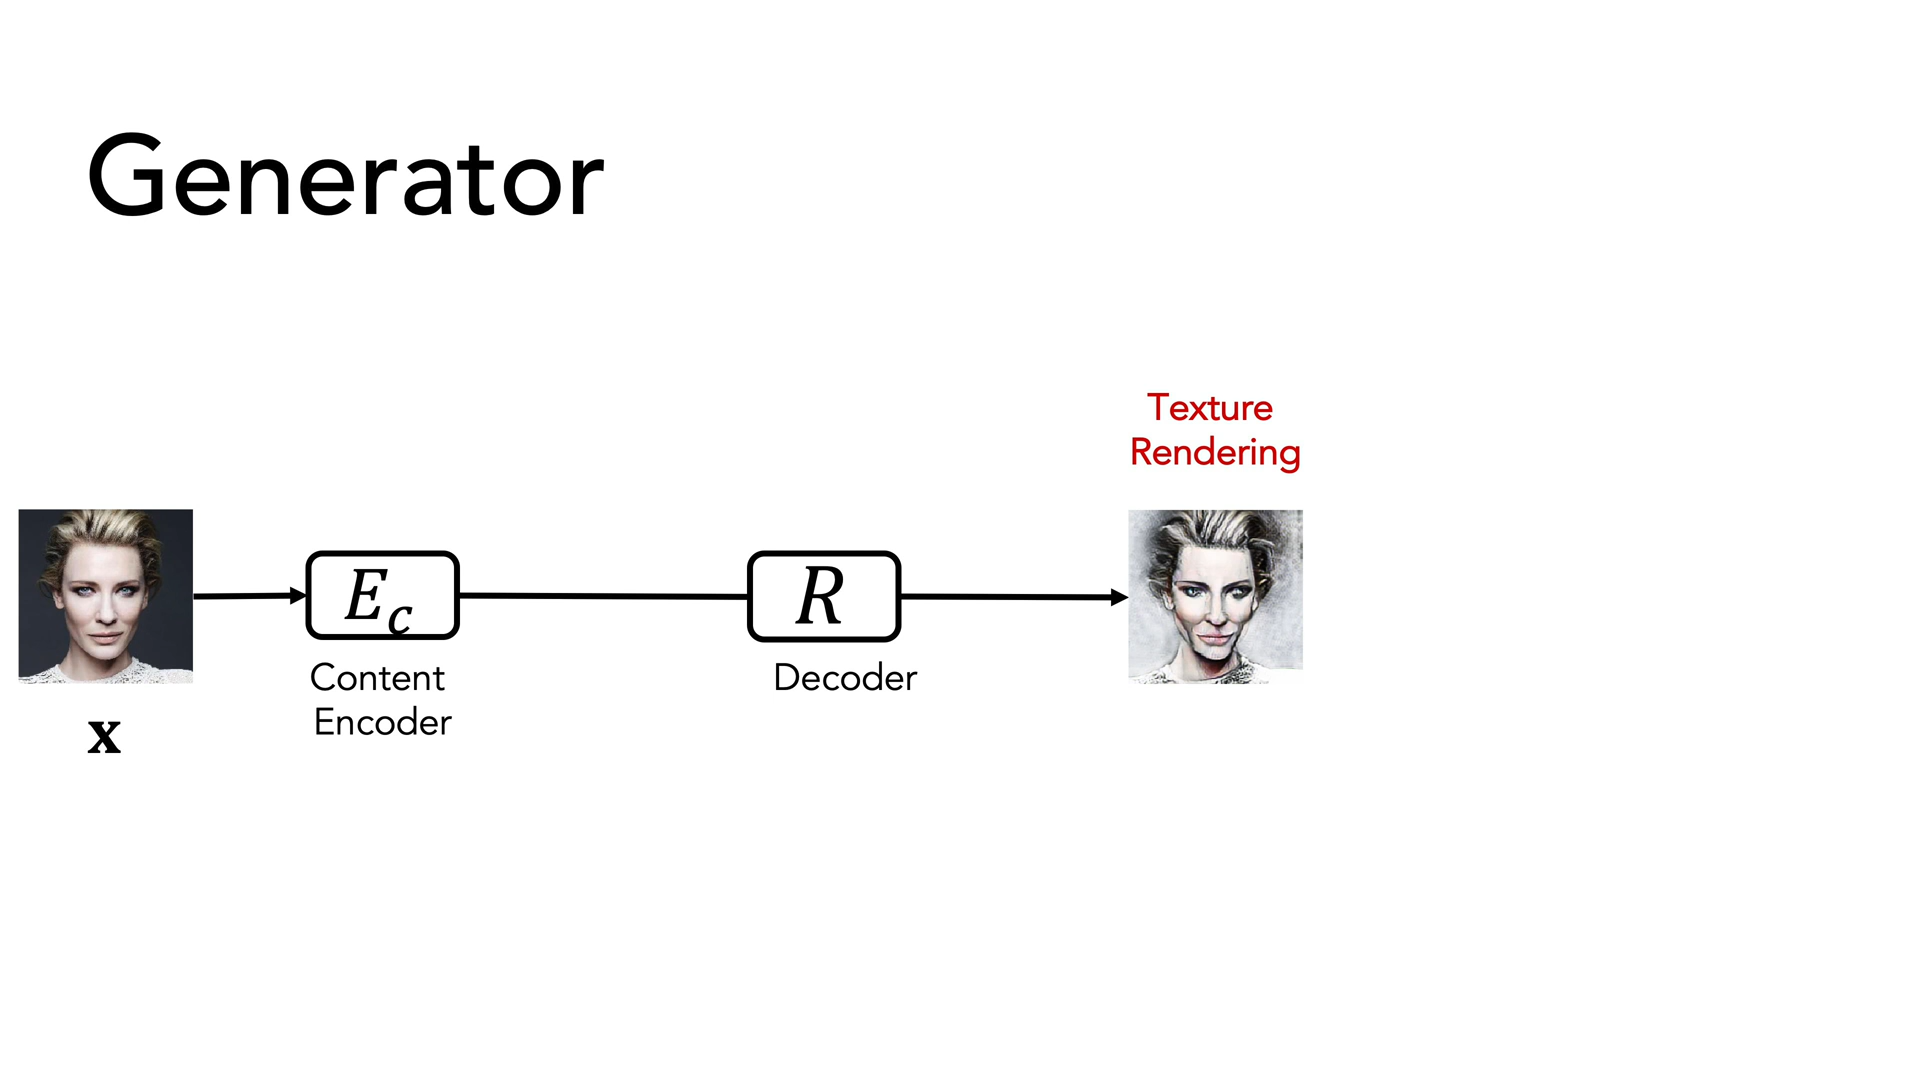 Generator
Texture
Rendering
E_c
R
Content
Encoder
Decoder
x